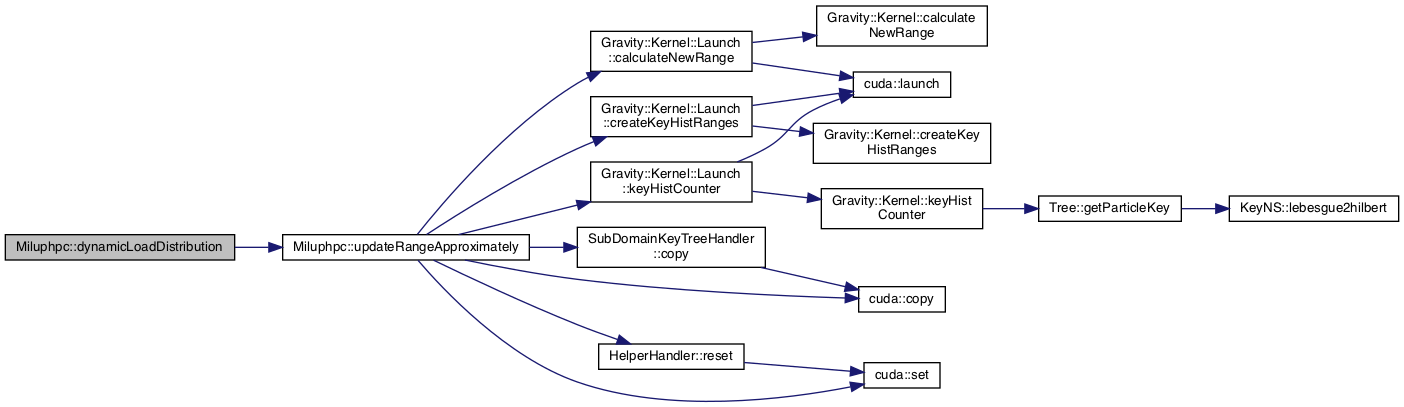 Miluphpc::dynamicLoadDistribution
Miluphpc::updateRangeApproximately
Gravity::Kernel::Launch
::calculateNewRange
Gravity::Kernel::Launch
::createKeyHistRanges
Gravity::Kernel::Launch
::keyHistCounter
SubDomainKeyTreeHandler
::copy
HelperHandler::reset
Gravity::Kernel::calculate
NewRange
cuda::launch
Gravity::Kernel::createKey
HistRanges
Gravity::Kernel::keyHist
Counter
cuda::copy
cuda::set
Tree::getParticleKey
KeyNS::lebesgue2hilbert